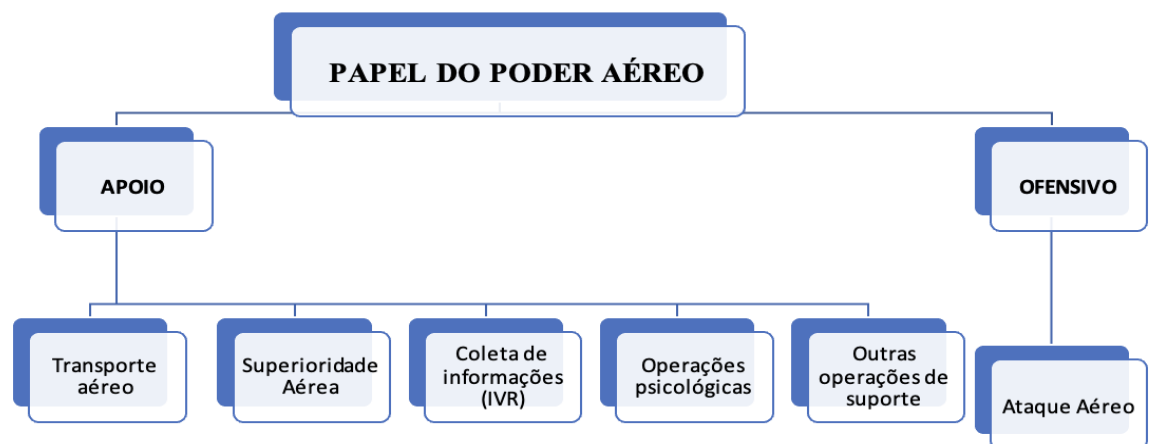 PAPEL DO PODER AÉREO
APOIO
OFENSIVO
Transporte
aéreo
Superioridade
Aérea
Coleta de
informações
(IVR)
Operações
psicológicas
Outras
operações de
suporte
Ataque Aéreo